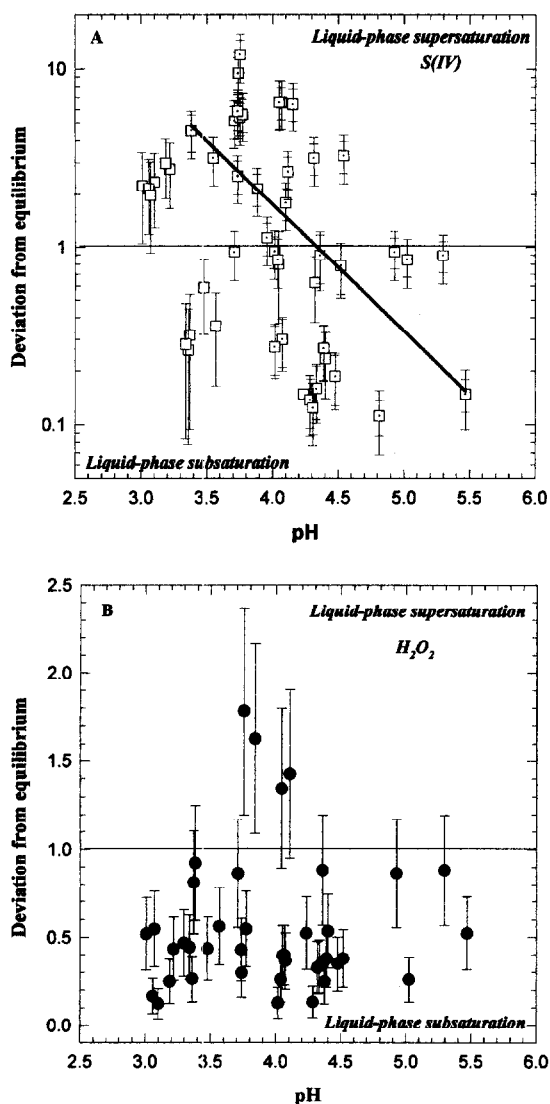 A
Liquid-phase supersaturation
S(IV)
10
1
0.1
Deviation from equilibrium
Liquid-phase subsaturation
2.5 3.0 3.5 4.0 4.5 5.0 5.5 6.0
pH
B
Liquid-phase supersaturation
H₂O₂
2.5
2.0
1.5
1.0
0.5
0.0
Deviation from equilibrium
Liquid-phase subsaturation
2.5 3.0 3.5 4.0 4.5 5.0 5.5 6.0
pH